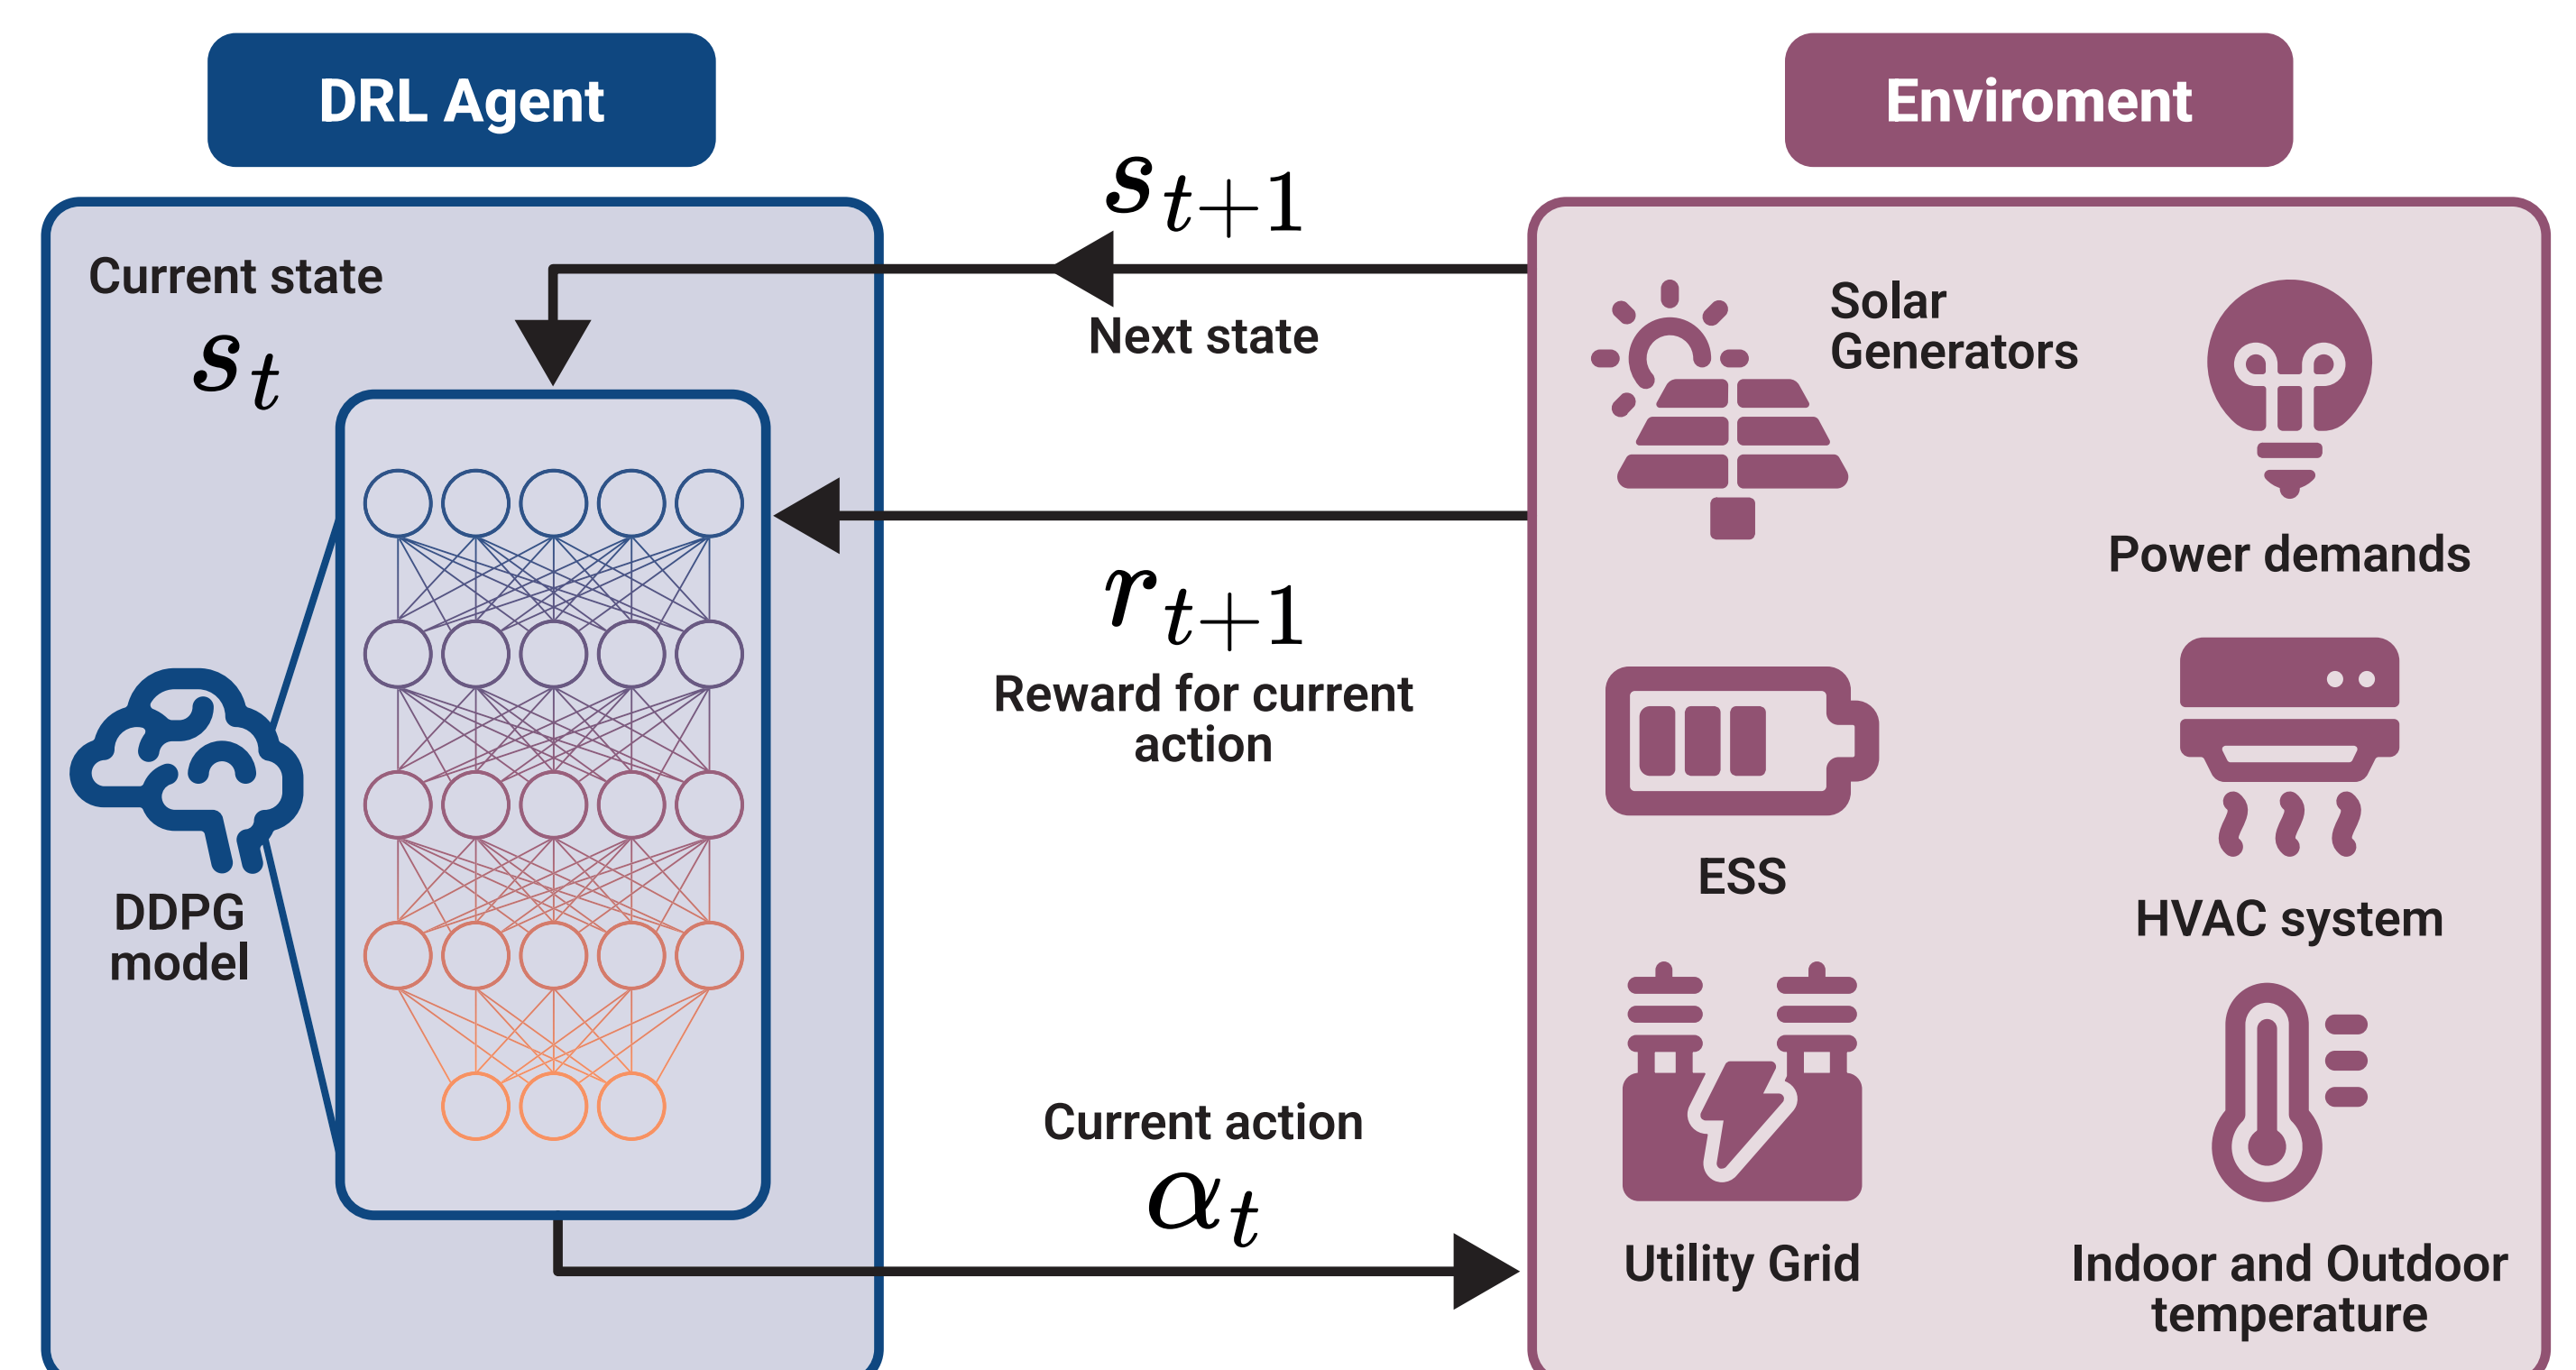 DRL Agent
Enviroment
Current state
s_t
s_{t+1}
Next state
r_{t+1}
Reward for current
action
DDPG
model
Current action
α_t
Solar
Generators
Power demands
ESS
HVAC system
Utility Grid
Indoor and Outdoor
temperature